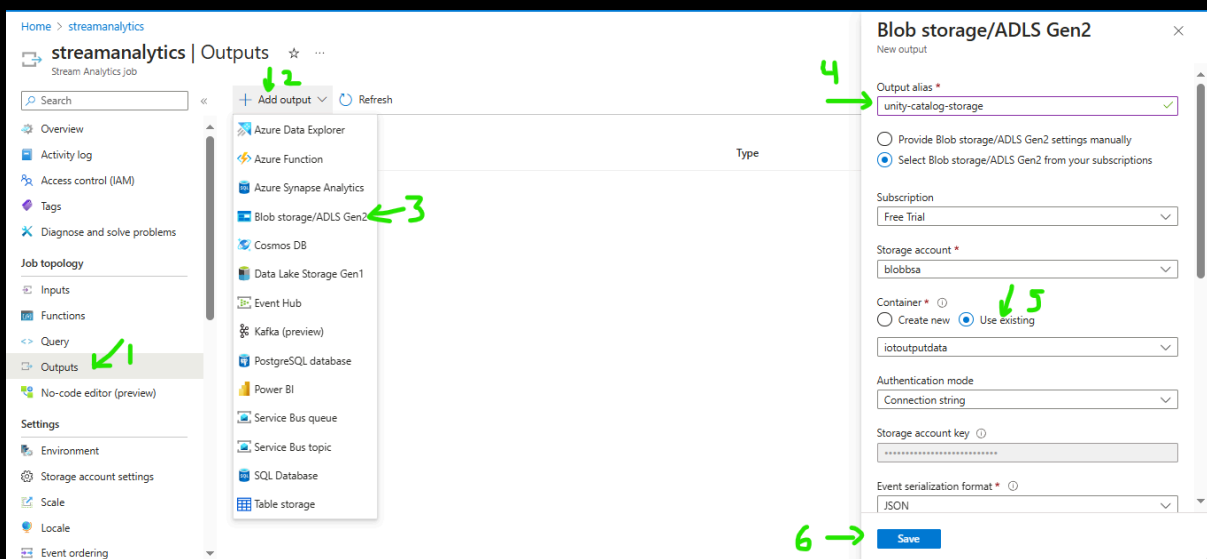 Home > streamanalytics
streamanalytics | Outputs
Stream Analytics job
Search
Overview
Activity log
Access control (IAM)
Tags
Diagnose and solve problems
Job topology
Inputs
Functions
Query
Outputs
No-code editor (preview)
Settings
Environment
Storage account settings
Scale
Locale
Event ordering
1
2
Add output
Refresh
Type
Azure Data Explorer
Azure Function
Azure Synapse Analytics
Blob storage/ADLS Gen2
3
Cosmos DB
Data Lake Storage Gen1
Event Hub
Kafka (preview)
PostgreSQL database
Power BI
Service Bus queue
Service Bus topic
SQL Database
Table storage
Blob storage/ADLS Gen2
New output
4
Output alias *
unity-catalog-storage
Provide Blob storage/ADLS Gen2 settings manually
Select Blob storage/ADLS Gen2 from your subscriptions
Subscription
Free Trial
Storage account *
blobbsa
Container *
5
Create new Use existing
iotoutputdata
Authentication mode
Connection string
Storage account key
Event serialization format *
JSON
6
Save